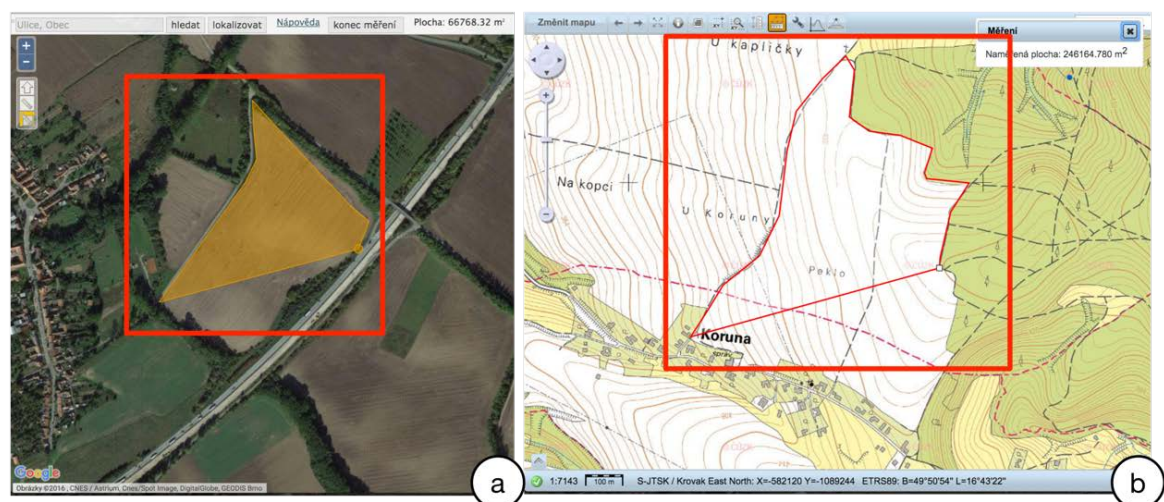 Ulice, Obec hledat lokalizovat Nápověda konec měření Plocha: 66768.32 m²
Google
Obrázky ©2016 , CNES / Astrium, Cnes/Spot Image, DigitalGlobe, GEODIS Brno
a
Změnit mapu
Měření
Naměřená plocha: 246164.780 m²
U kapličky
Na kopci
U Koruny
Peklo
Koruna
1:7143 100 m S-JTSK / Krovak East North: X=-582120 Y=-1089244 ETRS89: B=49°50'54" L=16°43'22"
b